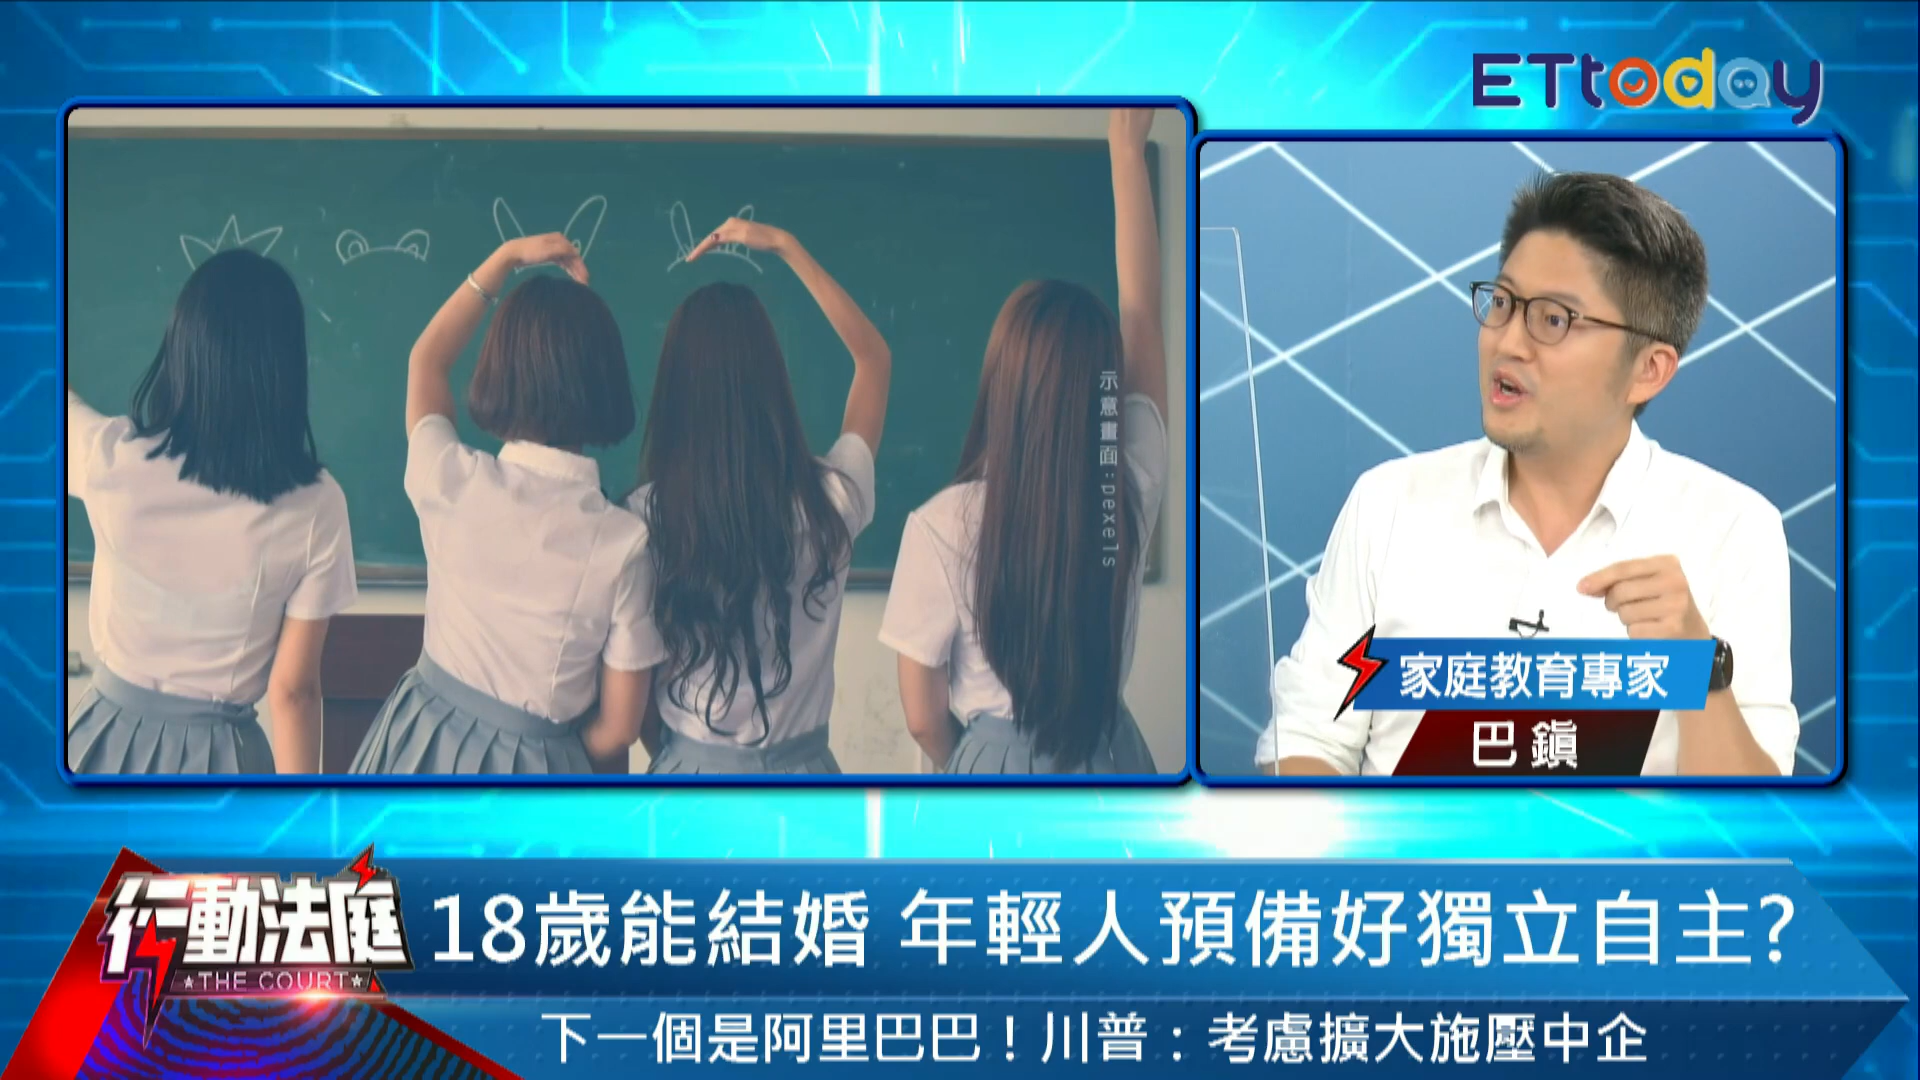 ETtoday
示意畫面:pexels
家庭教育專家
巴鎭
行動法庭
THE COURT
18歲能結婚 年輕人預備好獨立自主?
下一個是阿里巴巴!川普:考慮擴大施壓中企